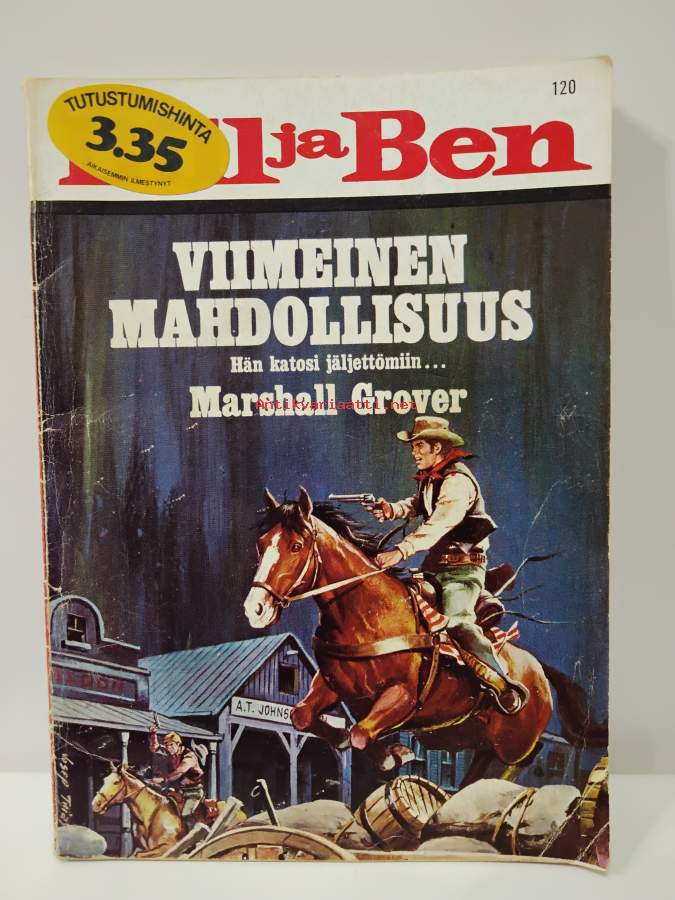 120
TUTUSTUMISHINTA
3.35
AIKAISEMMIN ILMESTYNYT
ja Ben
VIIMEINEN
MAHDOLLISUUS
Hän katosi jäljettömiin...
Marshall Grover
Antikvariaatti.net
A.T. JOHNS